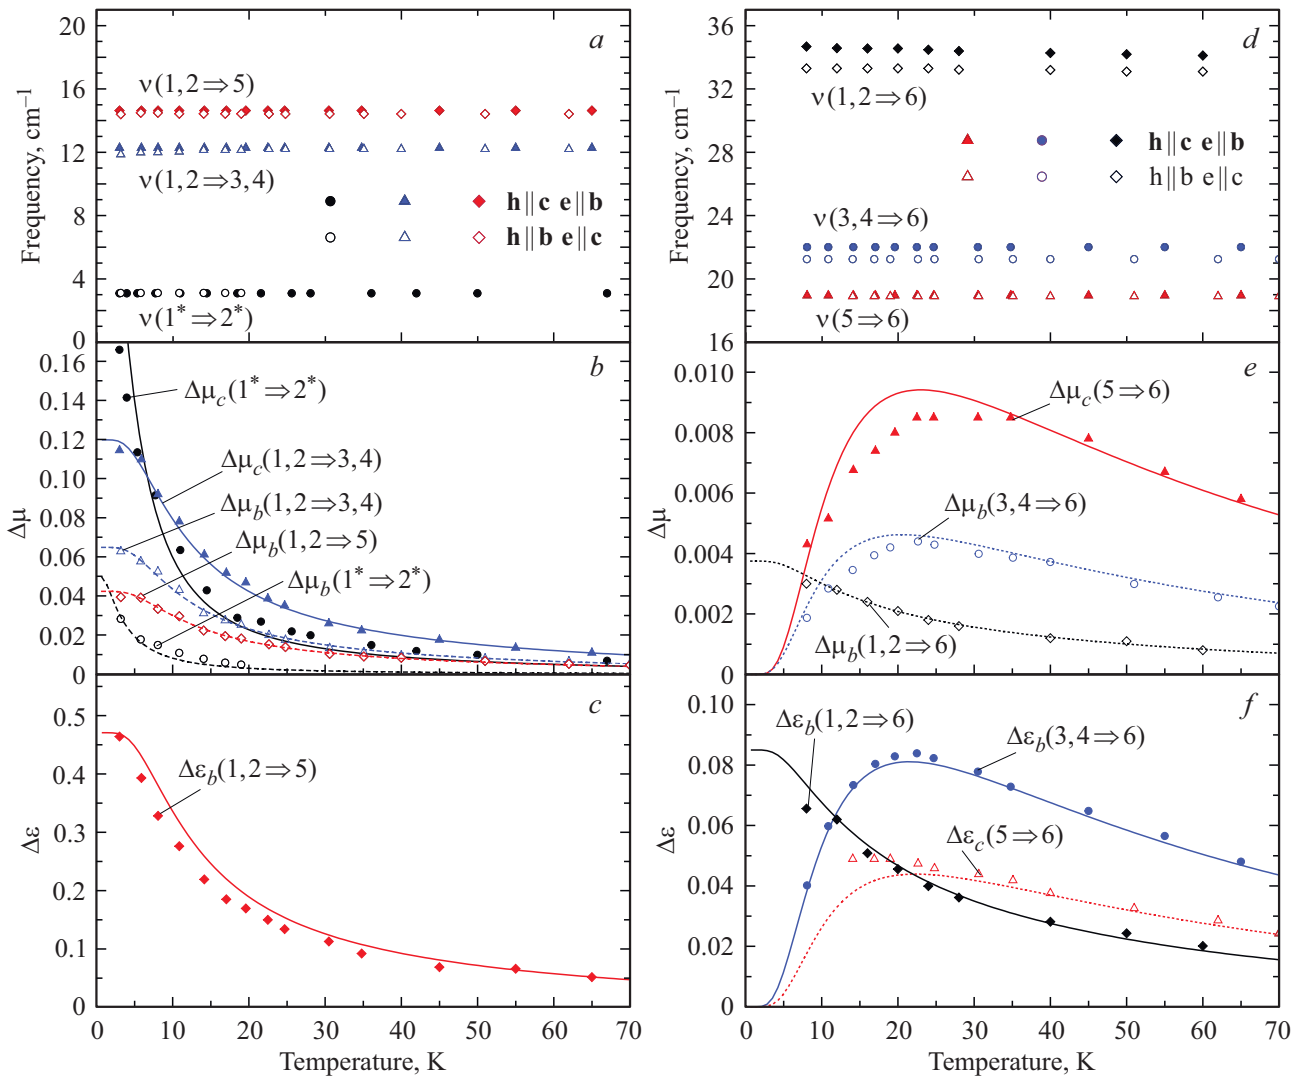 a
20
16
12
8
4
0
Frequency, cm⁻¹
ν(1,2⇒5)
ν(1,2⇒3,4)
h||c e||b
h||b e||c
ν(1*⇒2*)
b
0.16
0.14
0.12
0.10
0.08
0.06
0.04
0.02
0
Δμ
Δμc(1*⇒2*)
Δμc(1,2⇒3,4)
Δμb(1,2⇒3,4)
Δμb(1,2⇒5)
Δμb(1*⇒2*)
c
0.5
0.4
0.3
0.2
0.1
0
Δε
Δεb(1,2⇒5)
0 10 20 30 40 50 60 70
Temperature, K
d
36
32
28
24
20
16
Frequency, cm⁻¹
ν(1,2⇒6)
h||c e||b
h||b e||c
ν(3,4⇒6)
ν(5⇒6)
e
0.010
0.008
0.006
0.004
0.002
0
Δμ
Δμc(5⇒6)
Δμb(3,4⇒6)
Δμb(1,2⇒6)
f
0.10
0.08
0.06
0.04
0.02
0
Δε
Δεb(1,2⇒6)
Δεb(3,4⇒6)
Δεc(5⇒6)
0 10 20 30 40 50 60 70
Temperature, K